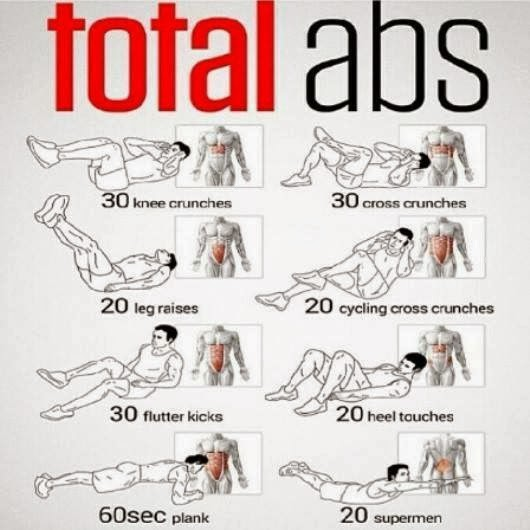 total abs
30 knee crunches
30 cross crunches
20 leg raises
20 cycling cross crunches
30 flutter kicks
20 heel touches
60sec plank
20 supermen